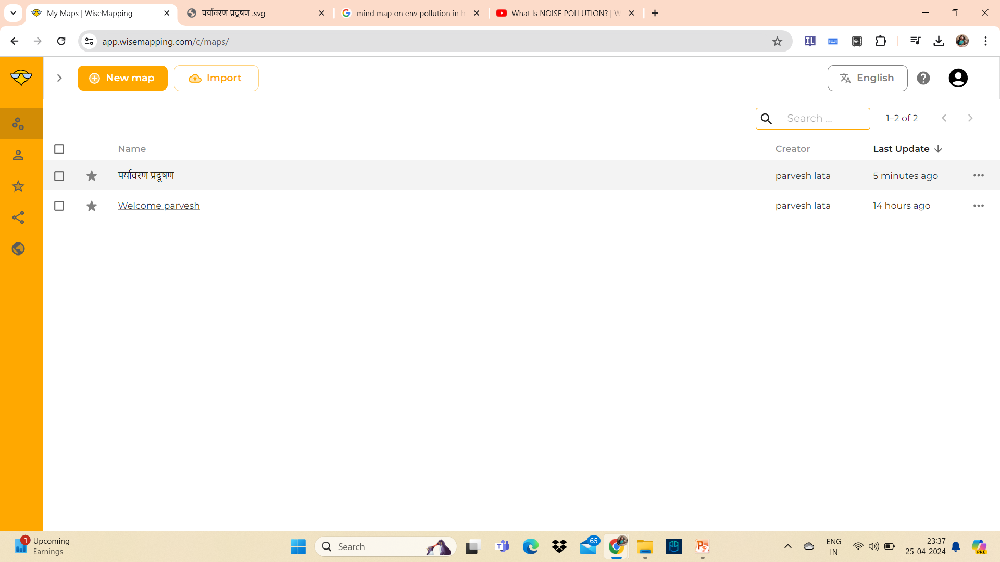 My Maps | WiseMapping
पर्यावरण प्रदूषण .svg
mind map on env pollution in h
What Is NOISE POLLUTION? | W
app.wisemapping.com/c/maps/
New map
Import
English
Search ...
1–2 of 2
Name
Creator
Last Update
पर्यावरण प्रदूषण
parvesh lata
5 minutes ago
Welcome parvesh
parvesh lata
14 hours ago
1
Upcoming
Earnings
Search
65
ENG
IN
23:37
25-04-2024
PRE